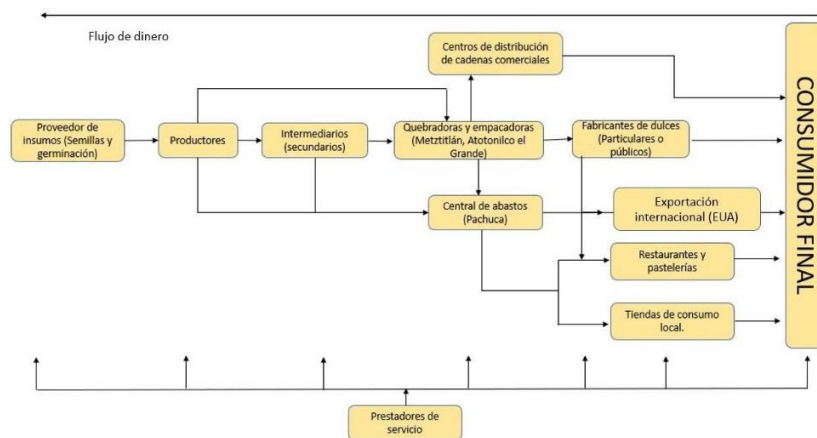 Flujo de dinero
Centros de distribución
de cadenas comerciales
Proveedor de
insumos (Semillas y
germinación)
Productores
Intermediarios
(secundarios)
Quebradoras y empacadoras
(Metztitlán, Atotonilco el
Grande)
Fabricantes de dulces
(Particulares o
públicos)
Central de abastos
(Pachuca)
Exportación
internacional (EUA)
Restaurantes y
pastelerías
Tiendas de consumo
local.
CONSUMIDOR FINAL
Prestadores de
servicio